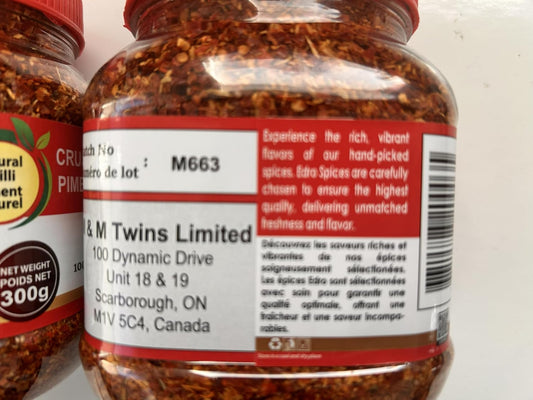 ural
illi
ent
urel
CRU
PIME
NET WEIGHT
POIDS NET
300g
100
atch No
méro de lot :
M663
& M Twins Limited
100 Dynamic Drive
Unit 18 & 19
Scarborough, ON
M1V 5C4, Canada
Experience the rich, vibrant
flavors of our hand-picked
spices. Edra Spices are carefully
chosen to ensure the highest
quality, delivering unmatched
freshness and flavor.
Découvrez les saveurs riches et
vibrantes de nos épices
soigneusement sélectionnées.
Les épices Edra sont sélectionnées
avec soin pour garantir une
qualité optimale, offrant une
fraîcheur et une saveur incompa-
rables.